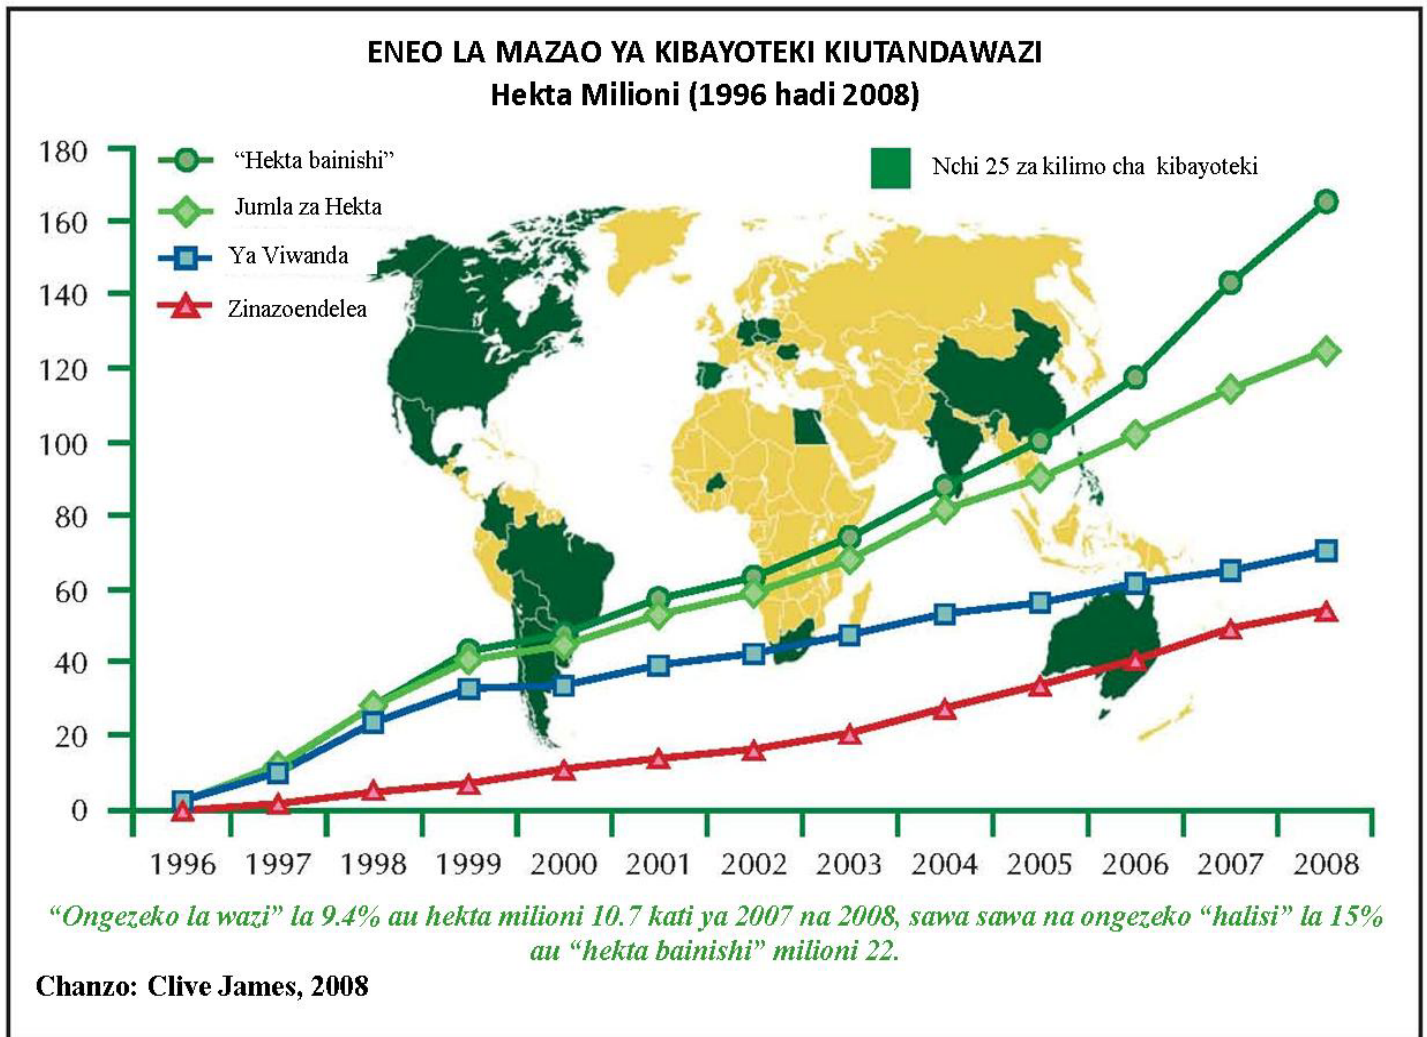 ENEO LA MAZAO YA KIBAYOTEKI KIUTANDAWAZI
Hekta Milioni (1996 hadi 2008)
180
160
140
120
100
80
60
40
20
0
“Hekta bainishi”
Jumla za Hekta
Ya Viwanda
Zinazoendelea
Nchi 25 za kilimo cha kibayoteki
1996 1997 1998 1999 2000 2001 2002 2003 2004 2005 2006 2007 2008
“Ongezeko la wazi” la 9.4% au hekta milioni 10.7 kati ya 2007 na 2008, sawa sawa na ongezeko “halisi” la 15%
au “hekta bainishi” milioni 22.
Chanzo: Clive James, 2008